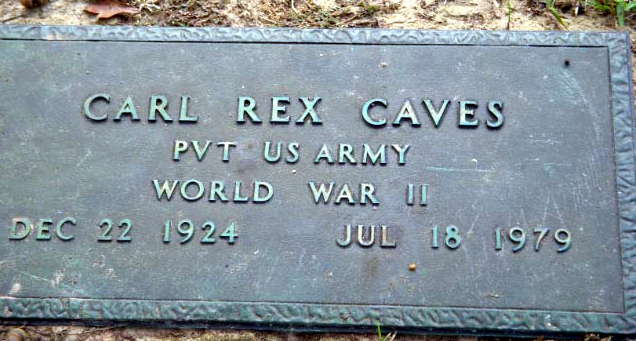 CARL REX CAVES
PVT US ARMY
WORLD WAR II
DEC 22 1924 JUL 18 1979